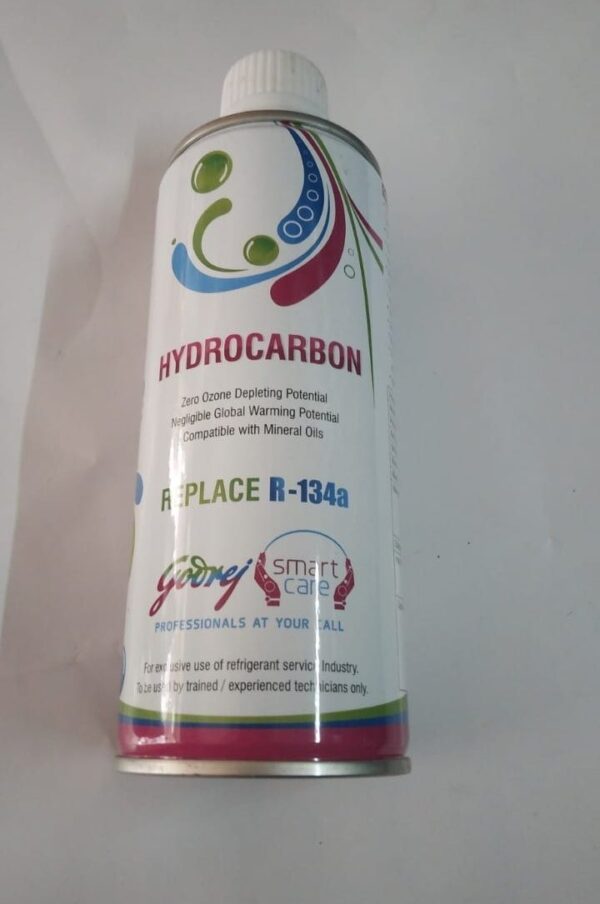 HYDROCARBON
Zero Ozone Depleting Potential
Negligible Global Warming Potential
Compatible with Mineral Oils
REPLACE R-134a
Godrej smart care
PROFESSIONALS AT YOUR CALL
For exclusive use of refrigerant service Industry.
To be used by trained / experienced technicians only.